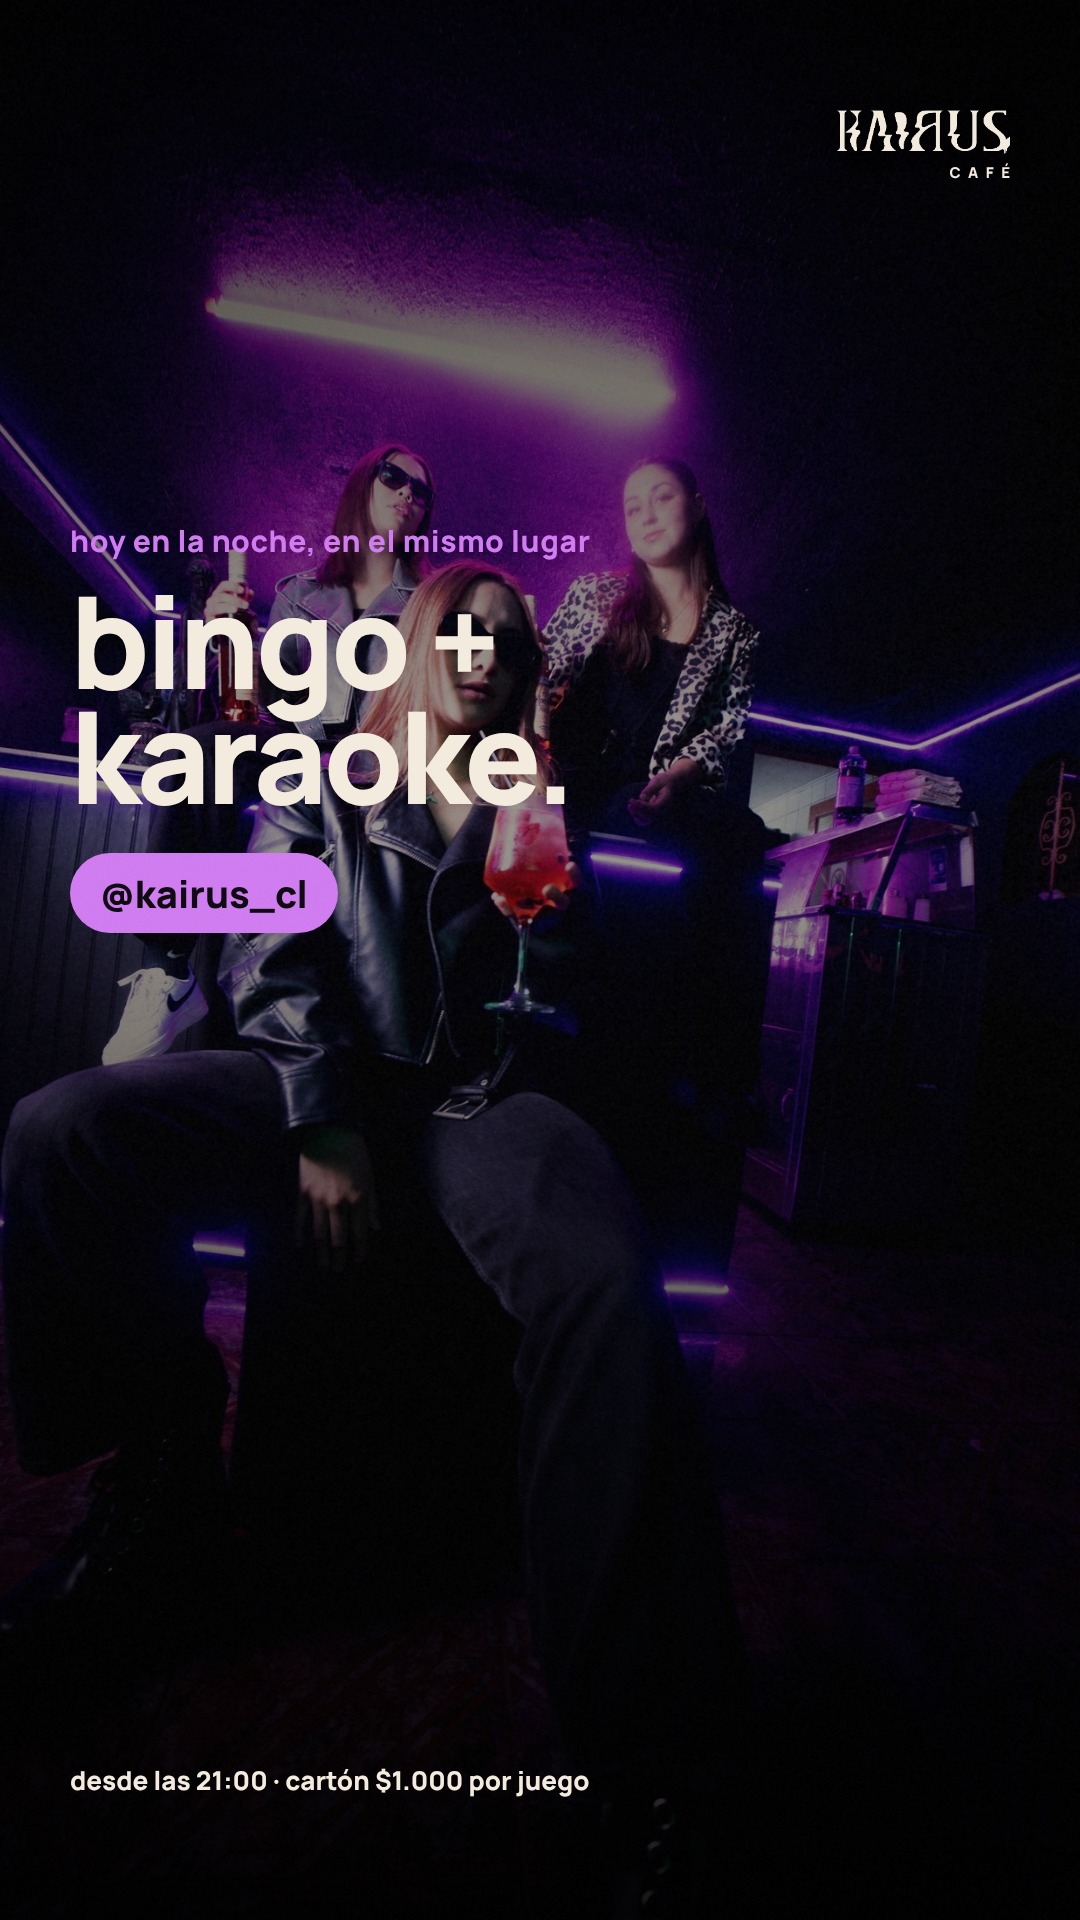 KAIRUS
CAFÉ
hoy en la noche, en el mismo lugar
bingo +
karaoke.
@kairus_cl
desde las 21:00 · cartón $1.000 por juego